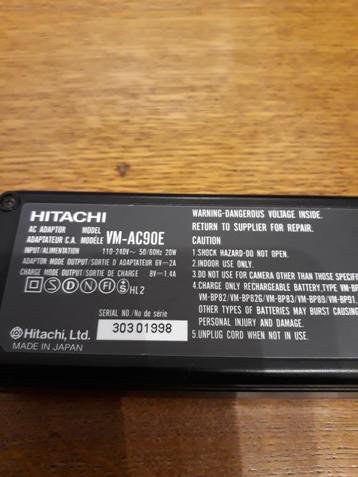 HITACHI
AC ADAPTOR MODEL
ADAPTATEUR C.A. MODÈLE VM-AC90E
INPUT/ALIMENTATION 110-240V~ 50/60Hz 20W
ADAPTOR MODE OUTPUT/SORTIE D'ADAPTATEUR 6V⎓2A
CHARGE MODE OUTPUT/SORTIE DE CHARGE 8V⎓1.4A
S D N FI S HL2
SERIAL NO./No de série
30301998
Hitachi, Ltd.
MADE IN JAPAN
WARNING-DANGEROUS VOLTAGE INSIDE.
RETURN TO SUPPLIER FOR REPAIR.
CAUTION
1.SHOCK HAZARD-DO NOT OPEN.
2.INDOOR USE ONLY.
3.DO NOT USE FOR CAMERA OTHER THAN THOSE
4.CHARGE ONLY RECHARGEABLE BATTERY,TYPE
VM-BP82/VM-BP82G/VM-BP83/VM-BP89/VM-BP91.
OTHER TYPES OF BATTERIES MAY BURST CAUSING
PERSONAL INJURY AND DAMAGE.
5.UNPLUG CORD WHEN NOT IN USE.